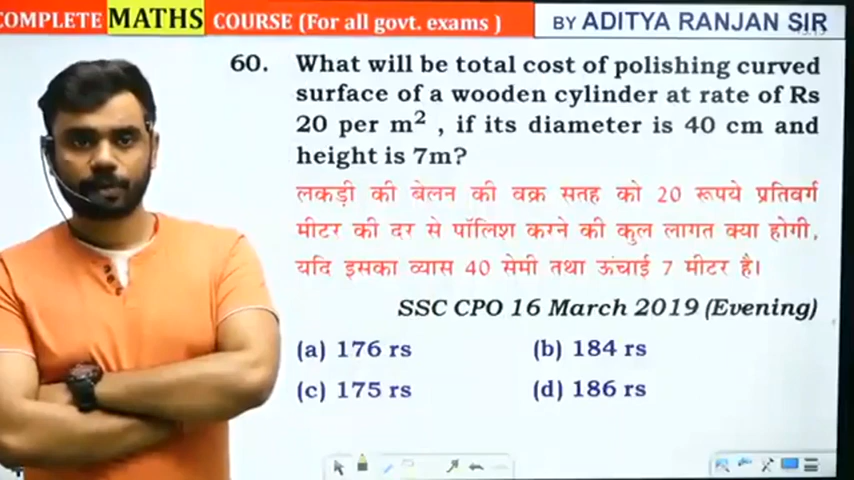 COMPLETE MATHS COURSE (For all govt. exams )
BY ADITYA RANJAN SIR
60. What will be total cost of polishing curved
surface of a wooden cylinder at rate of Rs
20 per m² , if its diameter is 40 cm and
height is 7m?
लकड़ी की बेलन की वक्र सतह को 20 रूपये प्रतिवर्ग
मीटर की दर से पॉलिश करने की कुल लागत क्या होगी,
यदि इसका व्यास 40 सेमी तथा ऊंचाई 7 मीटर है।
SSC CPO 16 March 2019 (Evening)
(a) 176 rs (b) 184 rs
(c) 175 rs (d) 186 rs